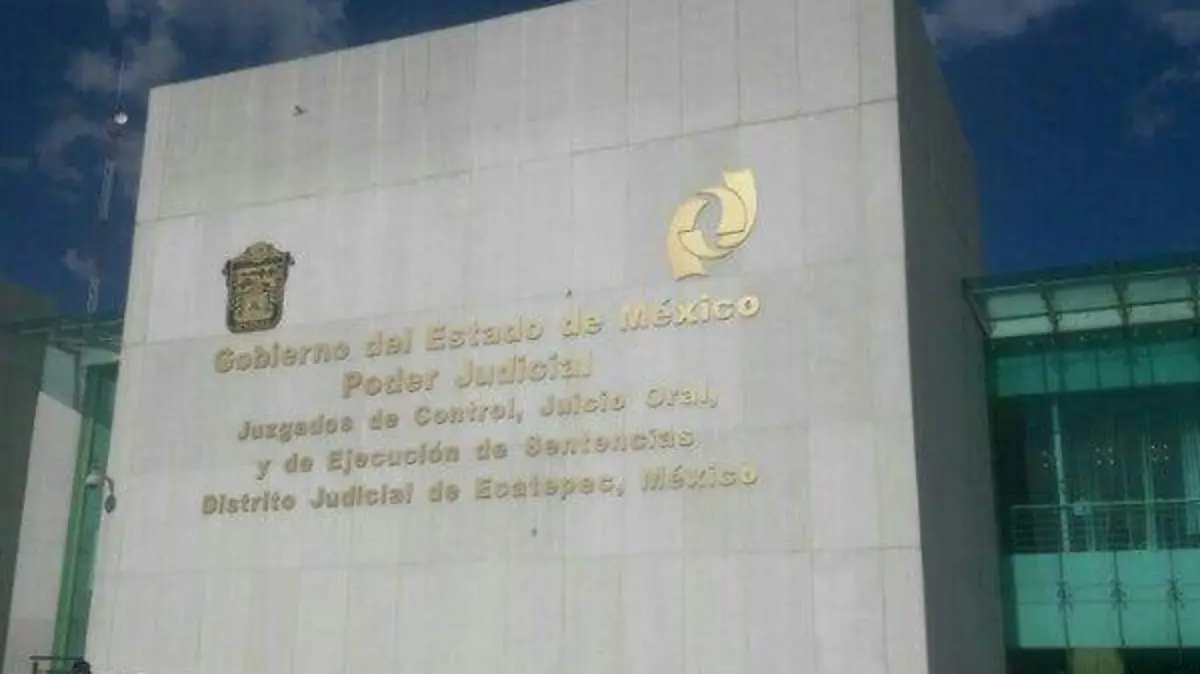 Gobierno del Estado de México
Poder Judicial
Juzgados de Control, Juicio Oral,
y de Ejecución de Sentencias
Distrito Judicial de Ecatepec, México